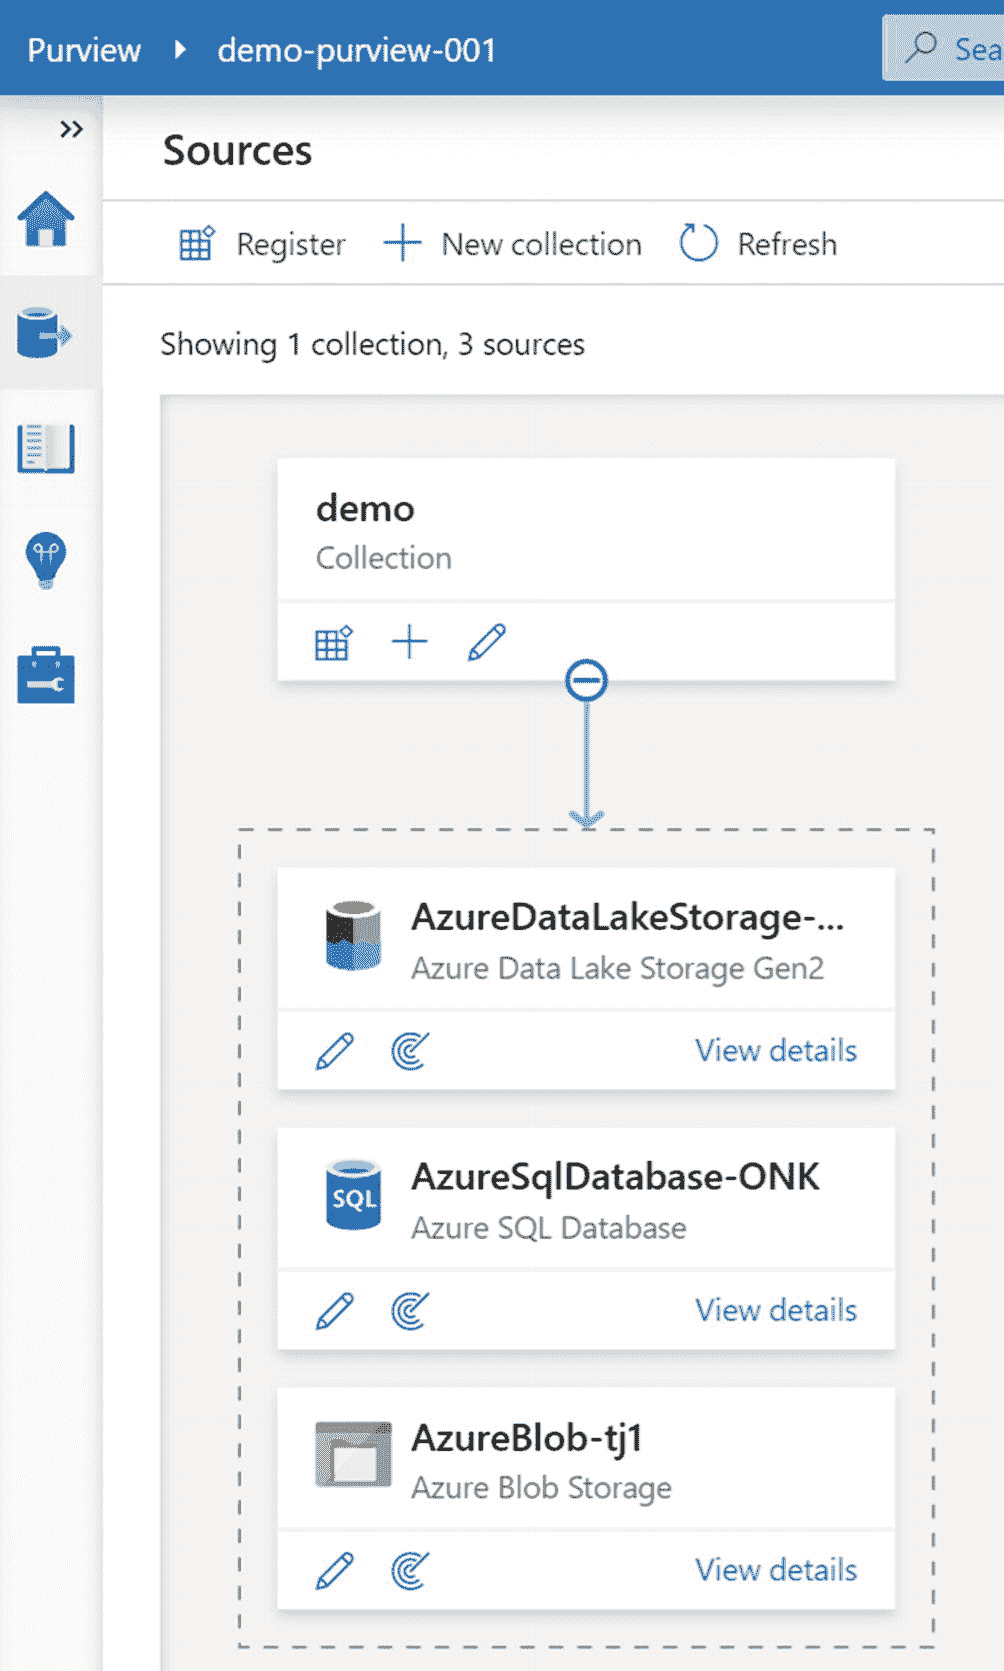 Purview demo-purview-001
Sea
Sources
Register New collection Refresh
Showing 1 collection, 3 sources
demo
Collection
AzureDataLakeStorage-...
Azure Data Lake Storage Gen2
View details
SQL
AzureSqlDatabase-ONK
Azure SQL Database
View details
AzureBlob-tj1
Azure Blob Storage
View details